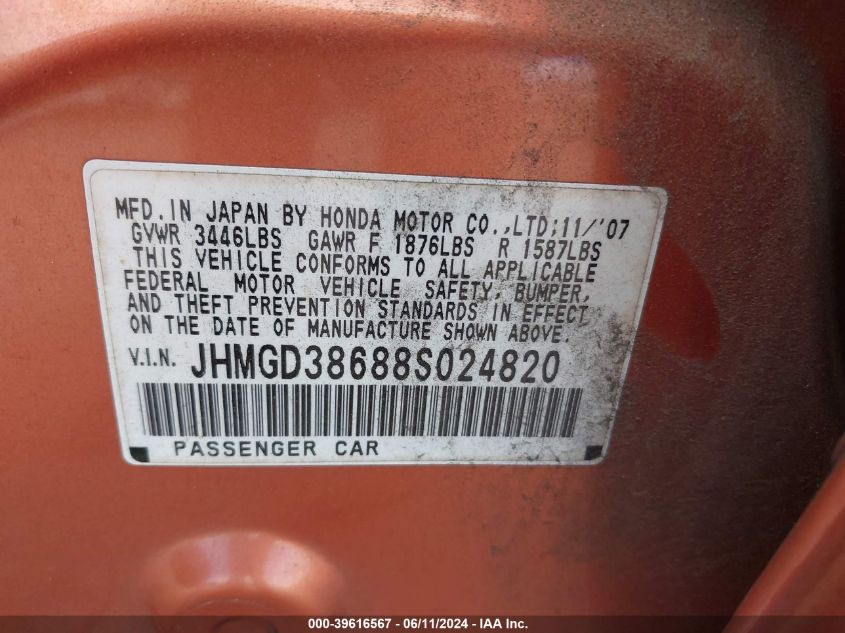 MFD. IN JAPAN BY HONDA MOTOR CO.,LTD;11/'07
GVWR 3446LBS GAWR F 1876LBS R 1587LBS
THIS VEHICLE CONFORMS TO ALL APPLICABLE
FEDERAL MOTOR VEHICLE SAFETY, BUMPER,
AND THEFT PREVENTION STANDARDS IN EFFECT
ON THE DATE OF MANUFACTURE SHOWN ABOVE.
V.I.N. JHMGD38688S024820
PASSENGER CAR
000-39616567 - 06/11/2024 - IAA Inc.